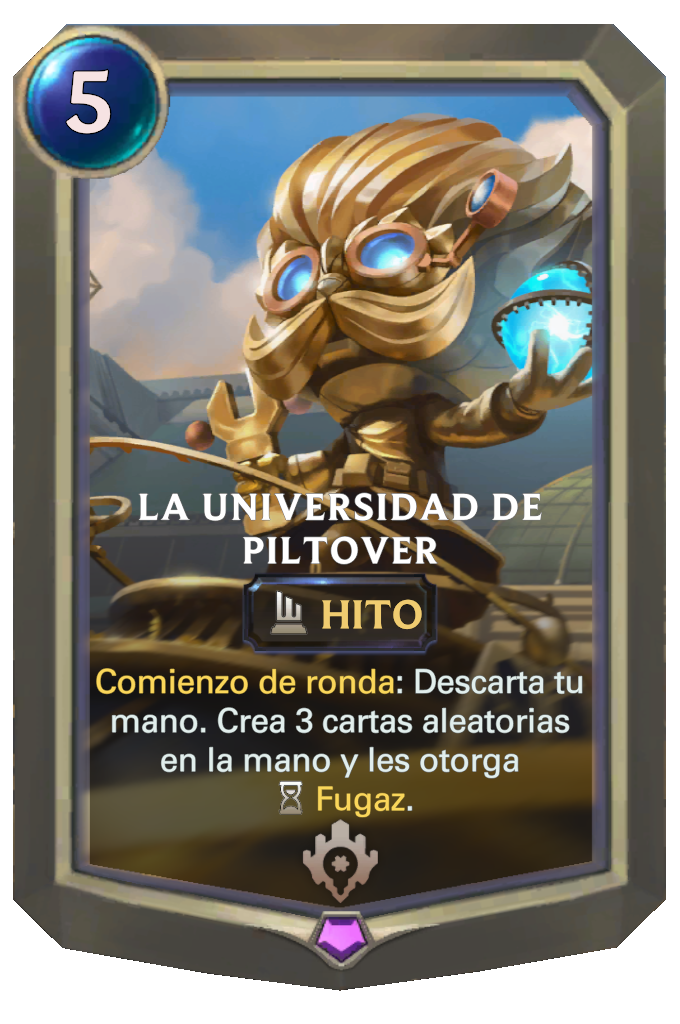 5
LA UNIVERSIDAD DE
PILTOVER
HITO
Comienzo de ronda: Descarta tu
mano. Crea 3 cartas aleatorias
en la mano y les otorga
Fugaz.